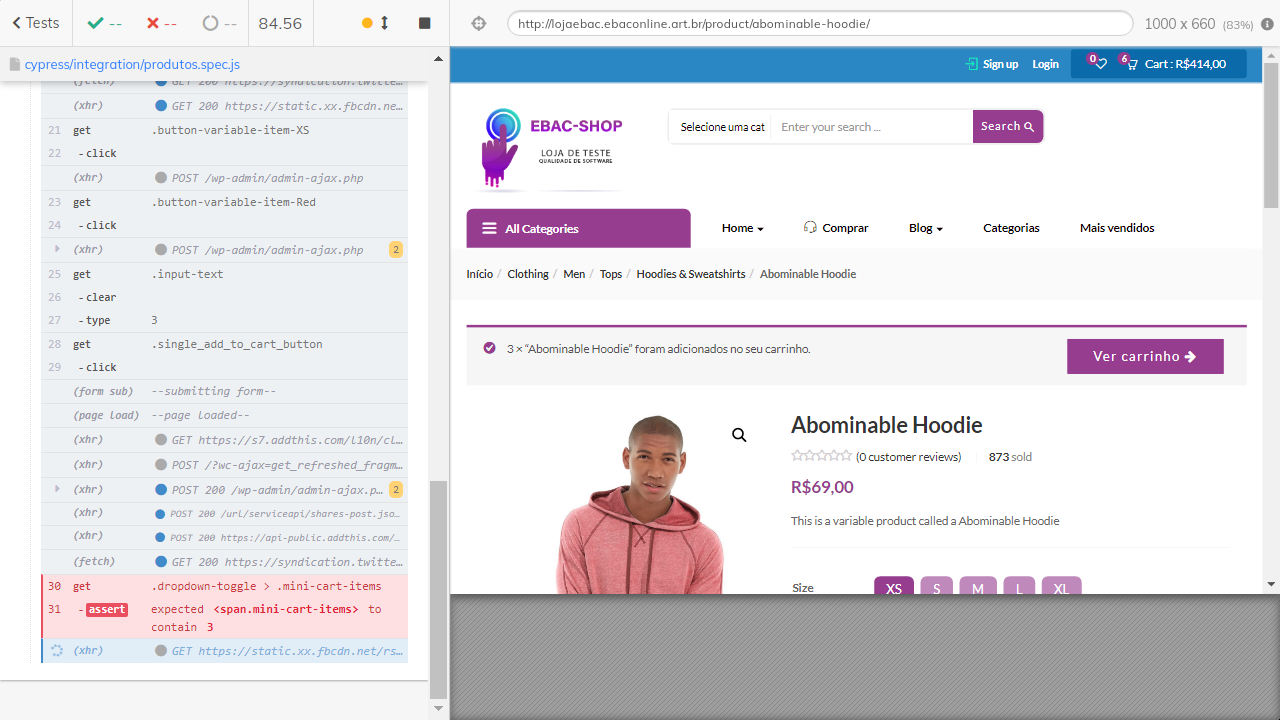 Tests
--
--
--
84.56
cypress/integration/produtos.spec.js
(fetch) GET 200 https://syndication.twitte...
(xhr) GET 200 https://static.xx.fbcdn.ne...
21 get .button-variable-item-XS
22 -click
(xhr) POST /wp-admin/admin-ajax.php
23 get .button-variable-item-Red
24 -click
(xhr) POST /wp-admin/admin-ajax.php 2
25 get .input-text
26 -clear
27 -type 3
28 get .single_add_to_cart_button
29 -click
(form sub) --submitting form--
(page load) --page loaded--
(xhr) GET https://s7.addthis.com/l10n/cl...
(xhr) POST /?wc-ajax=get_refreshed_fragm...
(xhr) POST 200 /wp-admin/admin-ajax.p... 2
(xhr) POST 200 /url/serviceapi/shares-post.jso...
(xhr) POST 200 https://api-public.addthis.com/...
(fetch) GET 200 https://syndication.twitte...
30 get .dropdown-toggle > .mini-cart-items
31 -assert expected <span.mini-cart-items> to
contain 3
(xhr) GET https://static.xx.fbcdn.net/rs...
http://lojaebac.ebaconline.art.br/product/abominable-hoodie/
1000 x 660 (83%)
Sign up Login 0 6 Cart : R$414,00
EBAC-SHOP
LOJA DE TESTE
QUALIDADE DE SOFTWARE
Selecione uma cat Enter your search ... Search
All Categories Home Comprar Blog Categorias Mais vendidos
Início / Clothing / Men / Tops / Hoodies & Sweatshirts / Abominable Hoodie
3 × “Abominable Hoodie” foram adicionados no seu carrinho. Ver carrinho
Abominable Hoodie
(0 customer reviews) 873 sold
R$69,00
This is a variable product called a Abominable Hoodie
Size XS S M L XL